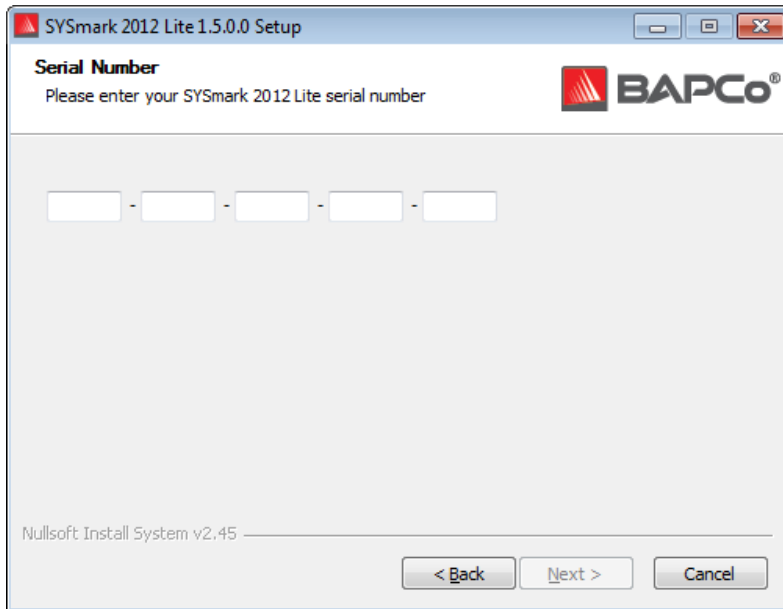 SYSmark 2012 Lite 1.5.0.0 Setup
Serial Number
Please enter your SYSmark 2012 Lite serial number
BAPCo®
- - - -
Nullsoft Install System v2.45
< Back Next > Cancel